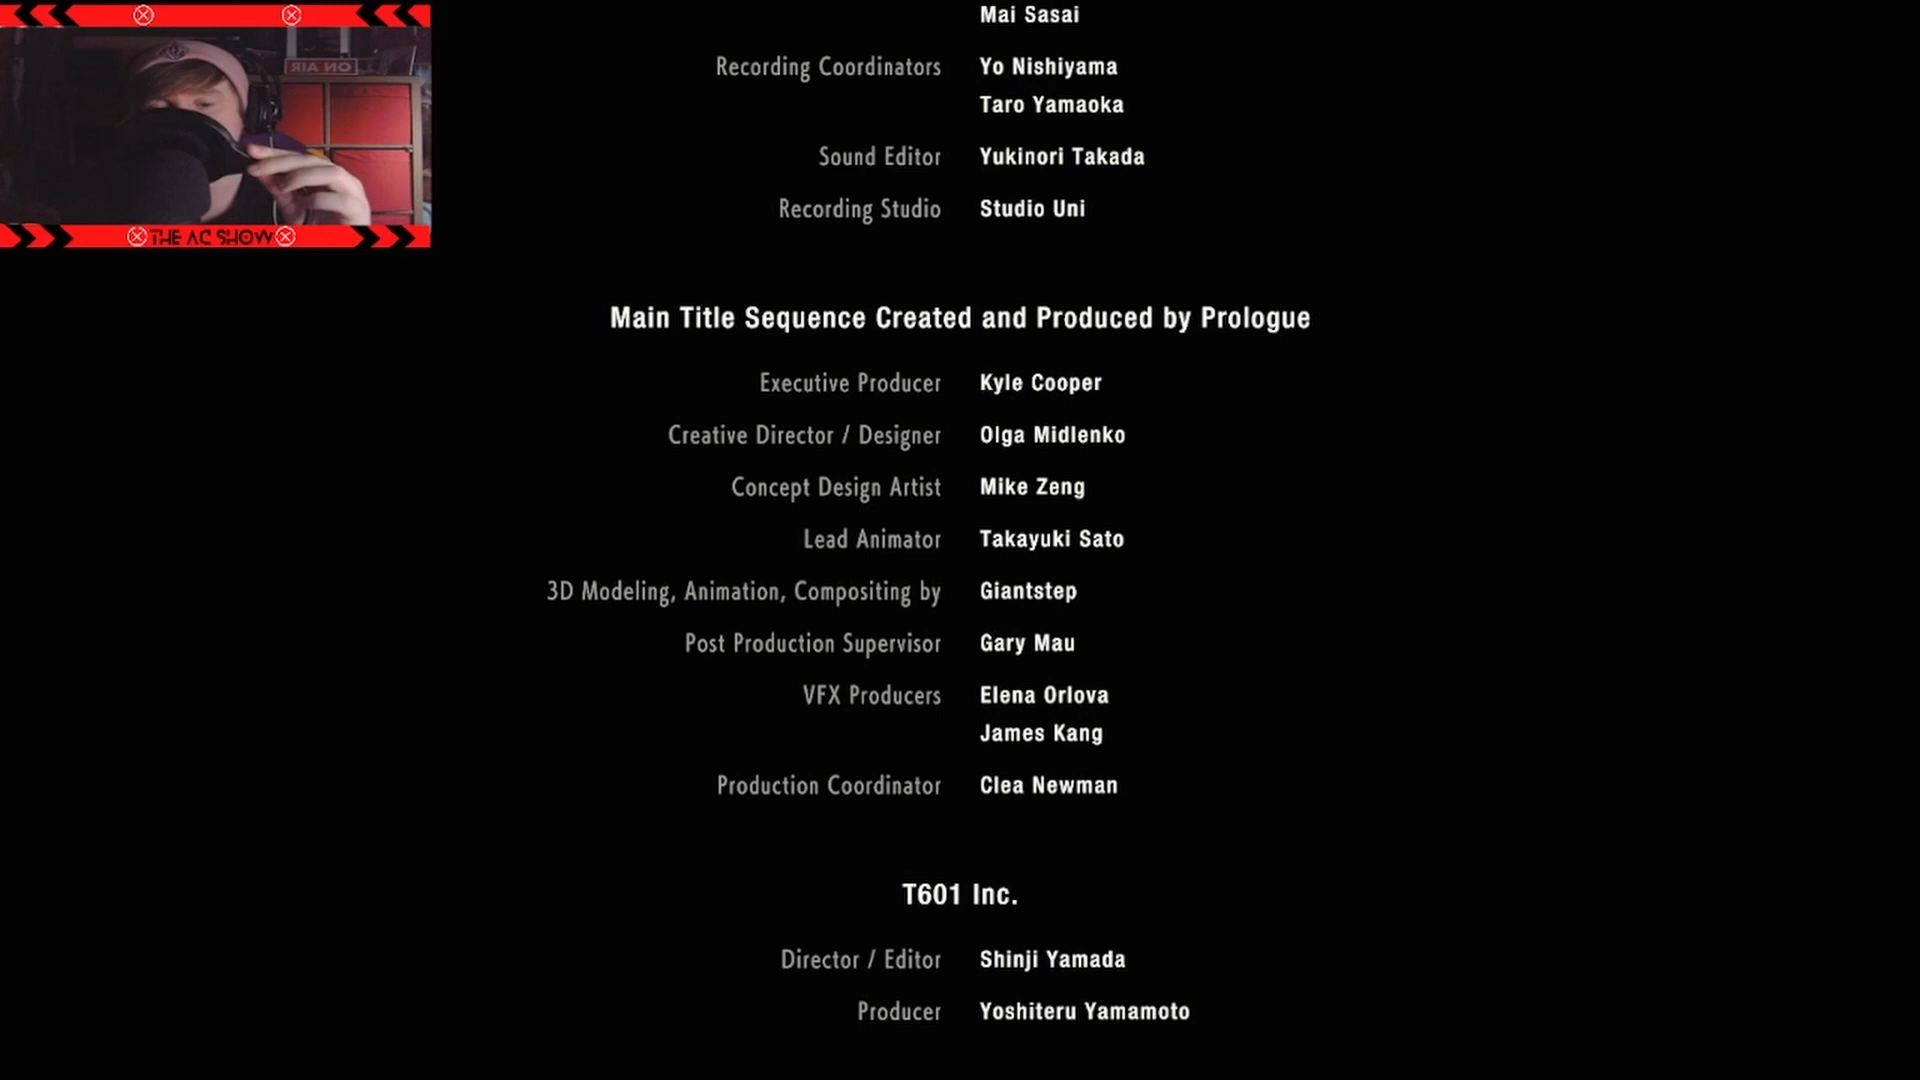 ON AIR
THE AC SHOW
Mai Sasai
Recording Coordinators Yo Nishiyama
Taro Yamaoka
Sound Editor Yukinori Takada
Recording Studio Studio Uni
Main Title Sequence Created and Produced by Prologue
Executive Producer Kyle Cooper
Creative Director / Designer Olga Midlenko
Concept Design Artist Mike Zeng
Lead Animator Takayuki Sato
3D Modeling, Animation, Compositing by Giantstep
Post Production Supervisor Gary Mau
VFX Producers Elena Orlova
James Kang
Production Coordinator Clea Newman
T601 Inc.
Director / Editor Shinji Yamada
Producer Yoshiteru Yamamoto